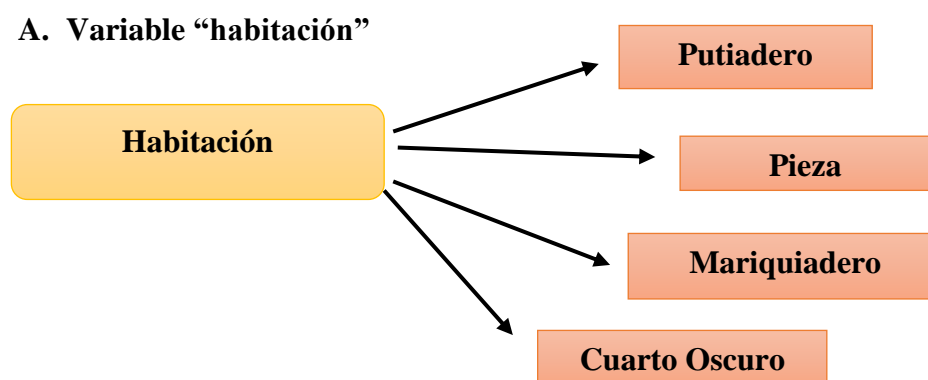 A. Variable “habitación”
Habitación
Putiadero
Pieza
Mariquiadero
Cuarto Oscuro